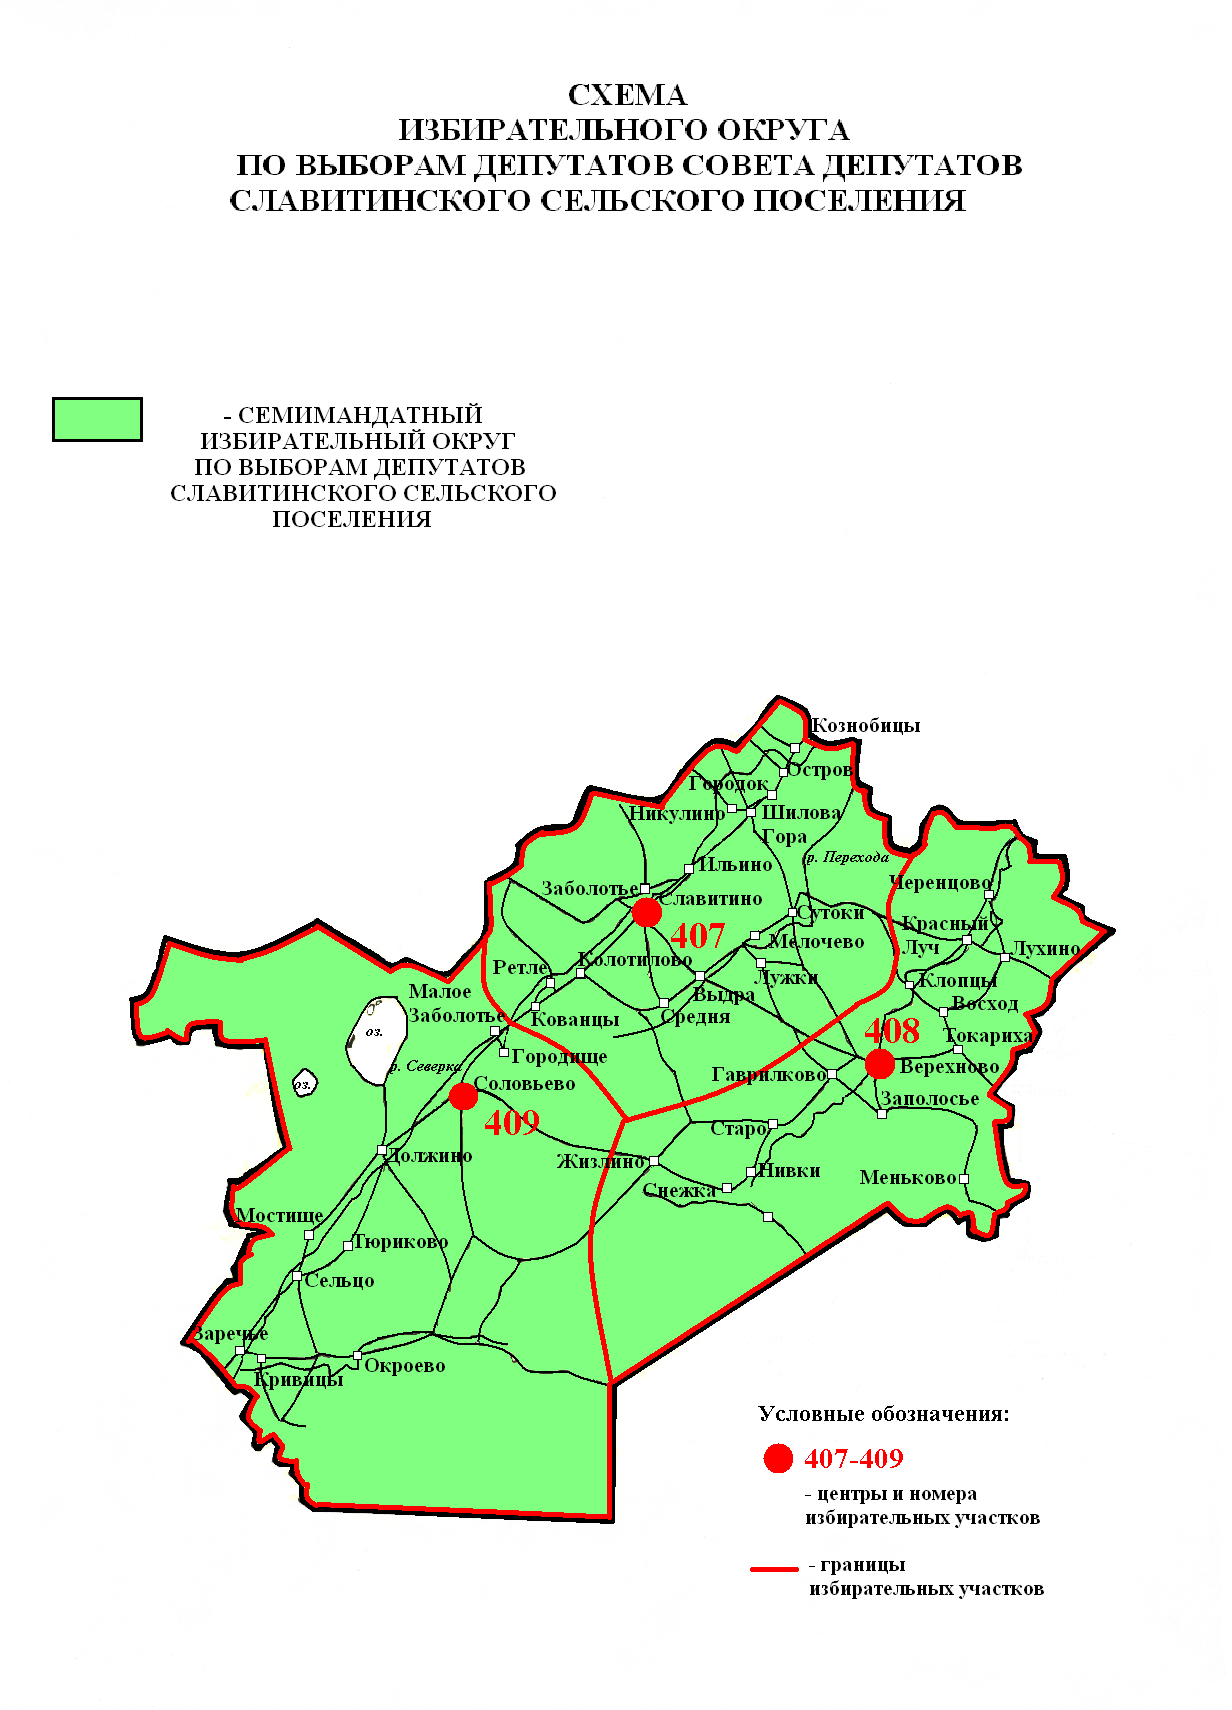 СХЕМА
ИЗБИРАТЕЛЬНОГО ОКРУГА
ПО ВЫБОРАМ ДЕПУТАТОВ СОВЕТА ДЕПУТАТОВ
СЛАВИТИНСКОГО СЕЛЬСКОГО ПОСЕЛЕНИЯ
- СЕМИМАНДАТНЫЙ
ИЗБИРАТЕЛЬНЫЙ ОКРУГ
ПО ВЫБОРАМ ДЕПУТАТОВ
СЛАВИТИНСКОГО СЕЛЬСКОГО
ПОСЕЛЕНИЯ
Кознобицы
Остров
Городок
Никулино
Шилова
Гора
р. Перехода
Ильино
Заболотье
Славитино
407
Черенцово
Сутоки
Красный
Луч
Мелочево
Лухино
Колотилово
Ретле
Лужки
Клопцы
Выдра
Малое
Заболотье
Восход
Кованцы
Средня
408
Токариха
оз.
Городище
р. Северка
Верехново
Гаврилково
оз.
Соловьево
409
Заполосье
Старо
Должино
Жизлино
Нивки
Меньково
Снежка
Мостище
Тюриково
Сельцо
Заречье
Окроево
Кривицы
Условные обозначения:
407-409
- центры и номера
избирательных участков
- границы
избирательных участков